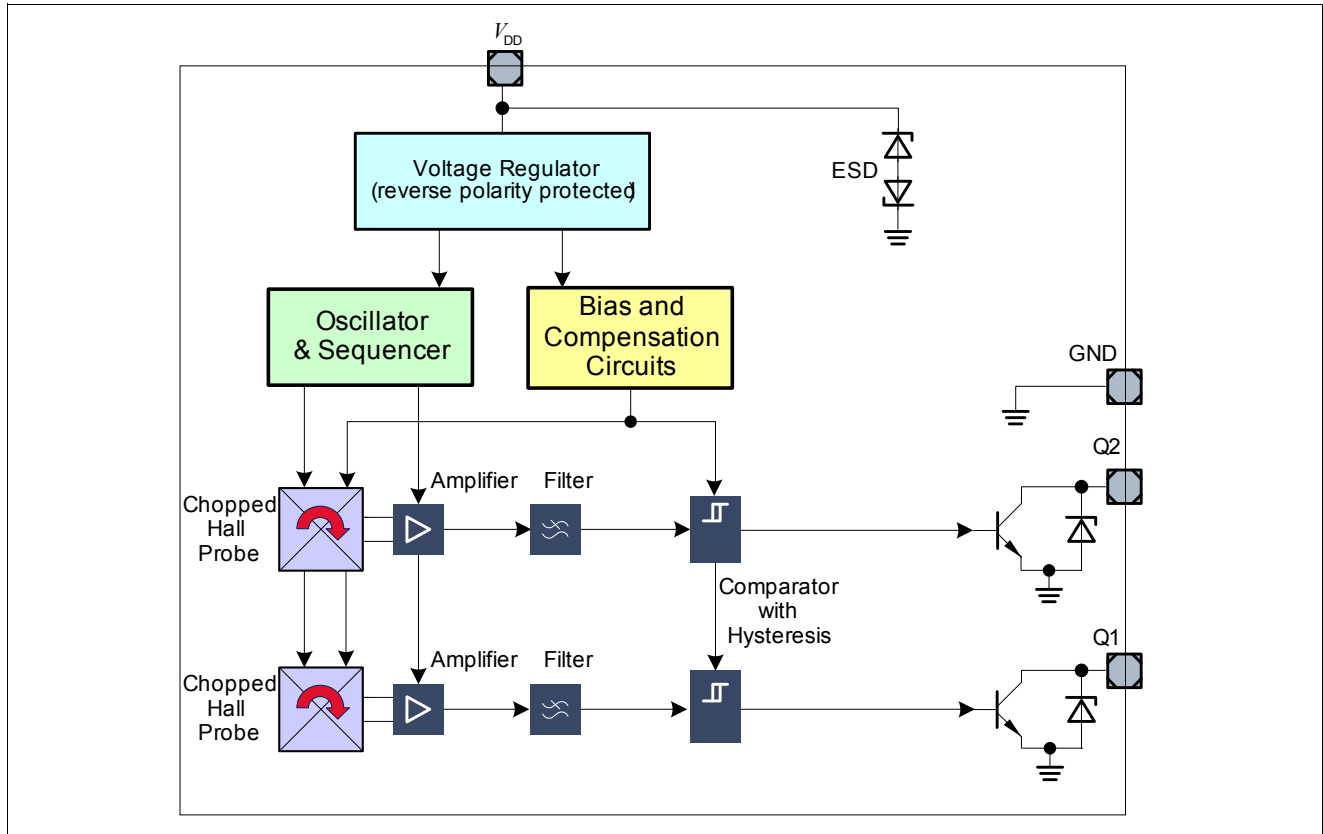 VDD
Voltage Regulator
(reverse polarity protected)
ESD
Oscillator
& Sequencer
Bias and
Compensation
Circuits
GND
Q2
Amplifier
Filter
Chopped
Hall
Probe
Comparator
with
Hysteresis
Q1
Amplifier
Filter
Chopped
Hall
Probe